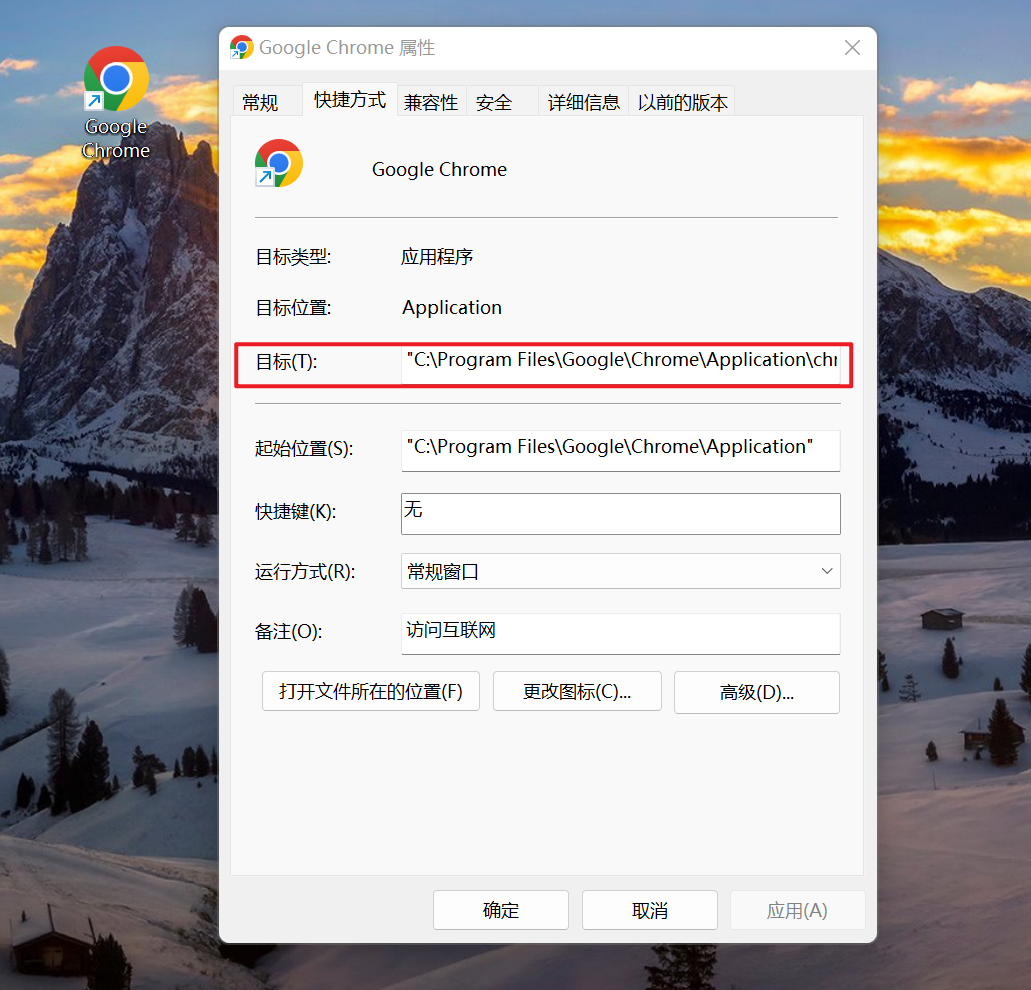 Google
Chrome
Google Chrome 属性
常规 快捷方式 兼容性 安全 详细信息 以前的版本
Google Chrome
目标类型: 应用程序
目标位置: Application
目标(T): "C:\Program Files\Google\Chrome\Application\chr
起始位置(S): "C:\Program Files\Google\Chrome\Application"
快捷键(K): 无
运行方式(R): 常规窗口
备注(O): 访问互联网
打开文件所在的位置(F) 更改图标(C)... 高级(D)...
确定 取消 应用(A)